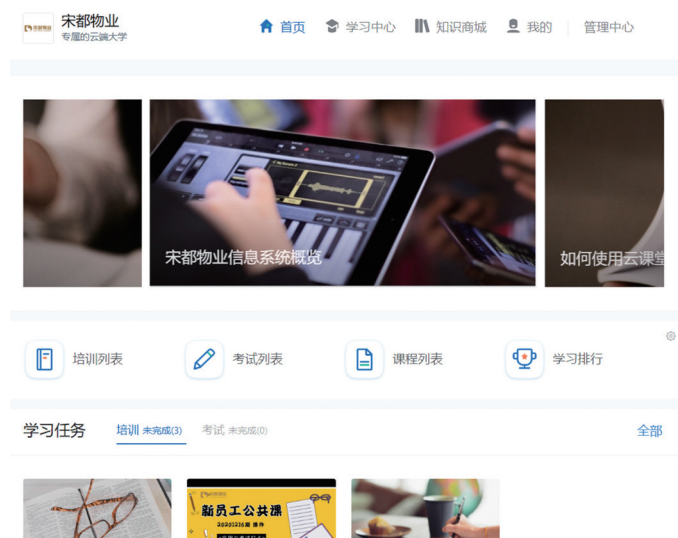 宋都物业
专属的云端大学
首页
学习中心
知识商城
我的
管理中心
宋都物业信息系统概览
如何使用云课堂
培训列表
考试列表
课程列表
学习排行
学习任务
培训 未完成(3)
考试 未完成(0)
全部
新员工公共课